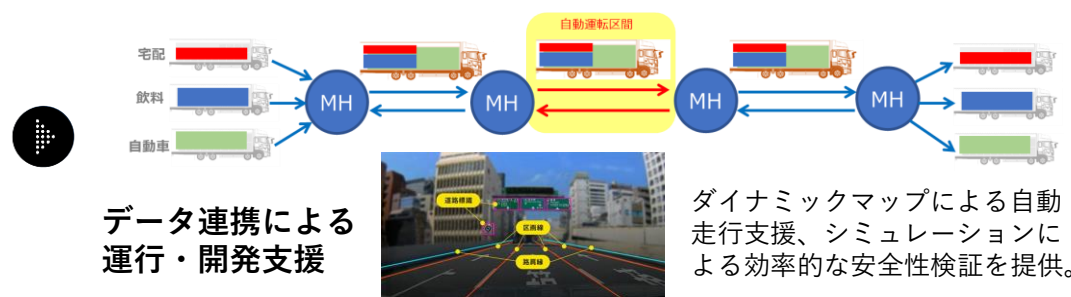 自動運転区間
宅配
飲料
自動車
MH
MH
MH
MH
道路標識
区画線
路肩線
データ連携による
運行・開発支援
ダイナミックマップによる自動
走行支援、シミュレーションに
よる効率的な安全性検証を提供。